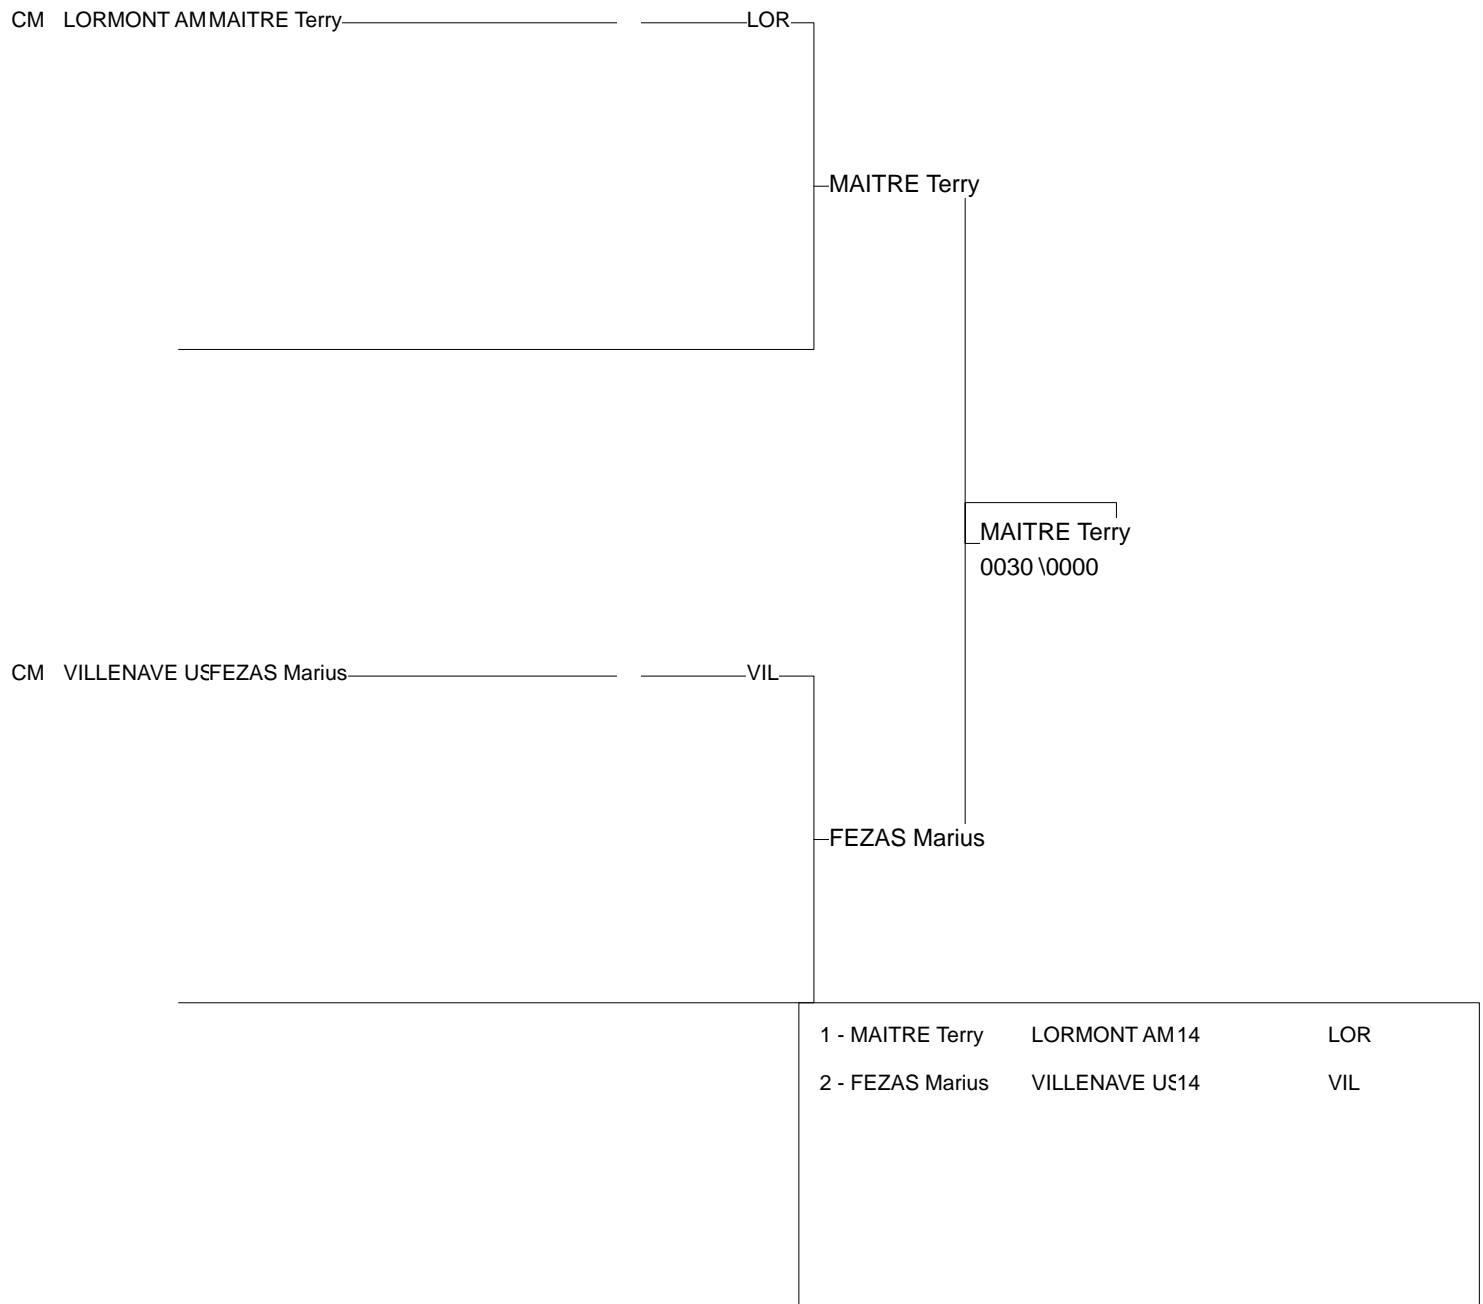 CM LORMONT AM MAITRE Terry LOR
MAITRE Terry
MAITRE Terry
0030 \0000
CM VILLENAVE US FEZAS Marius VIL
FEZAS Marius
1 - MAITRE Terry LORMONT AM 14 LOR
2 - FEZAS Marius VILLENAVE US 14 VIL